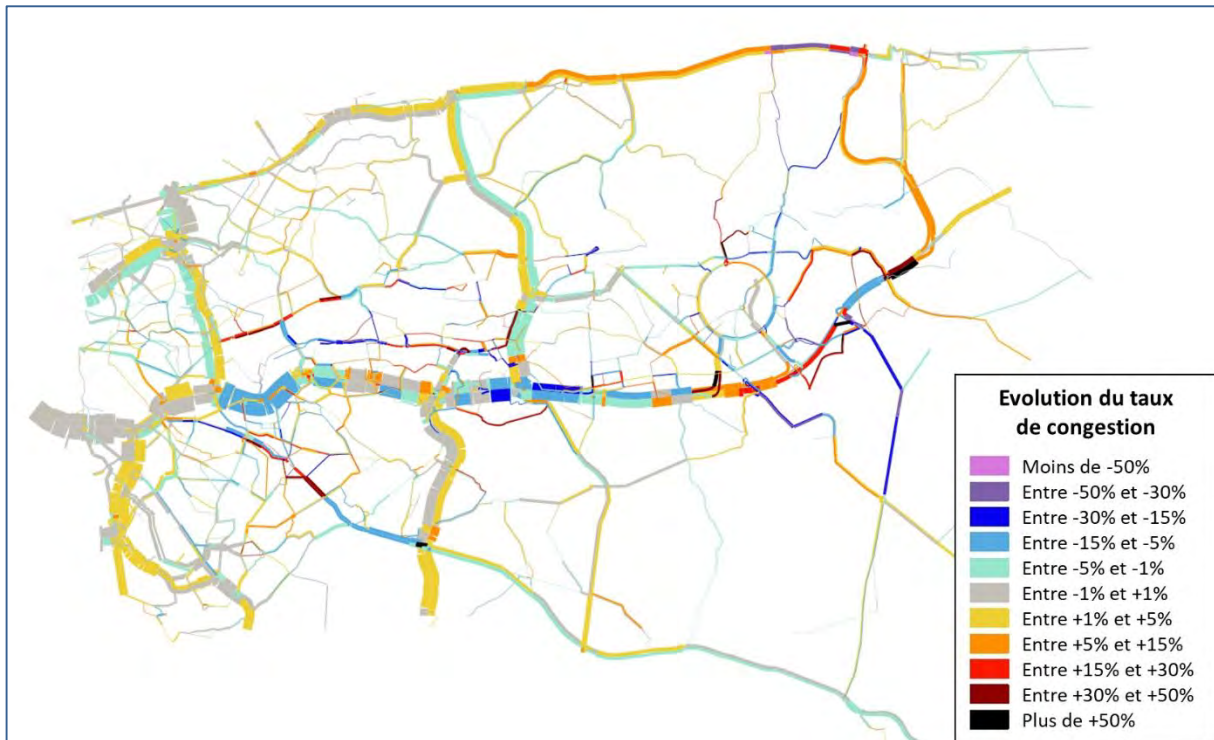 Evolution du taux
de congestion
Moins de -50%
Entre -50% et -30%
Entre -30% et -15%
Entre -15% et -5%
Entre -5% et -1%
Entre -1% et +1%
Entre +1% et +5%
Entre +5% et +15%
Entre +15% et +30%
Entre +30% et +50%
Plus de +50%